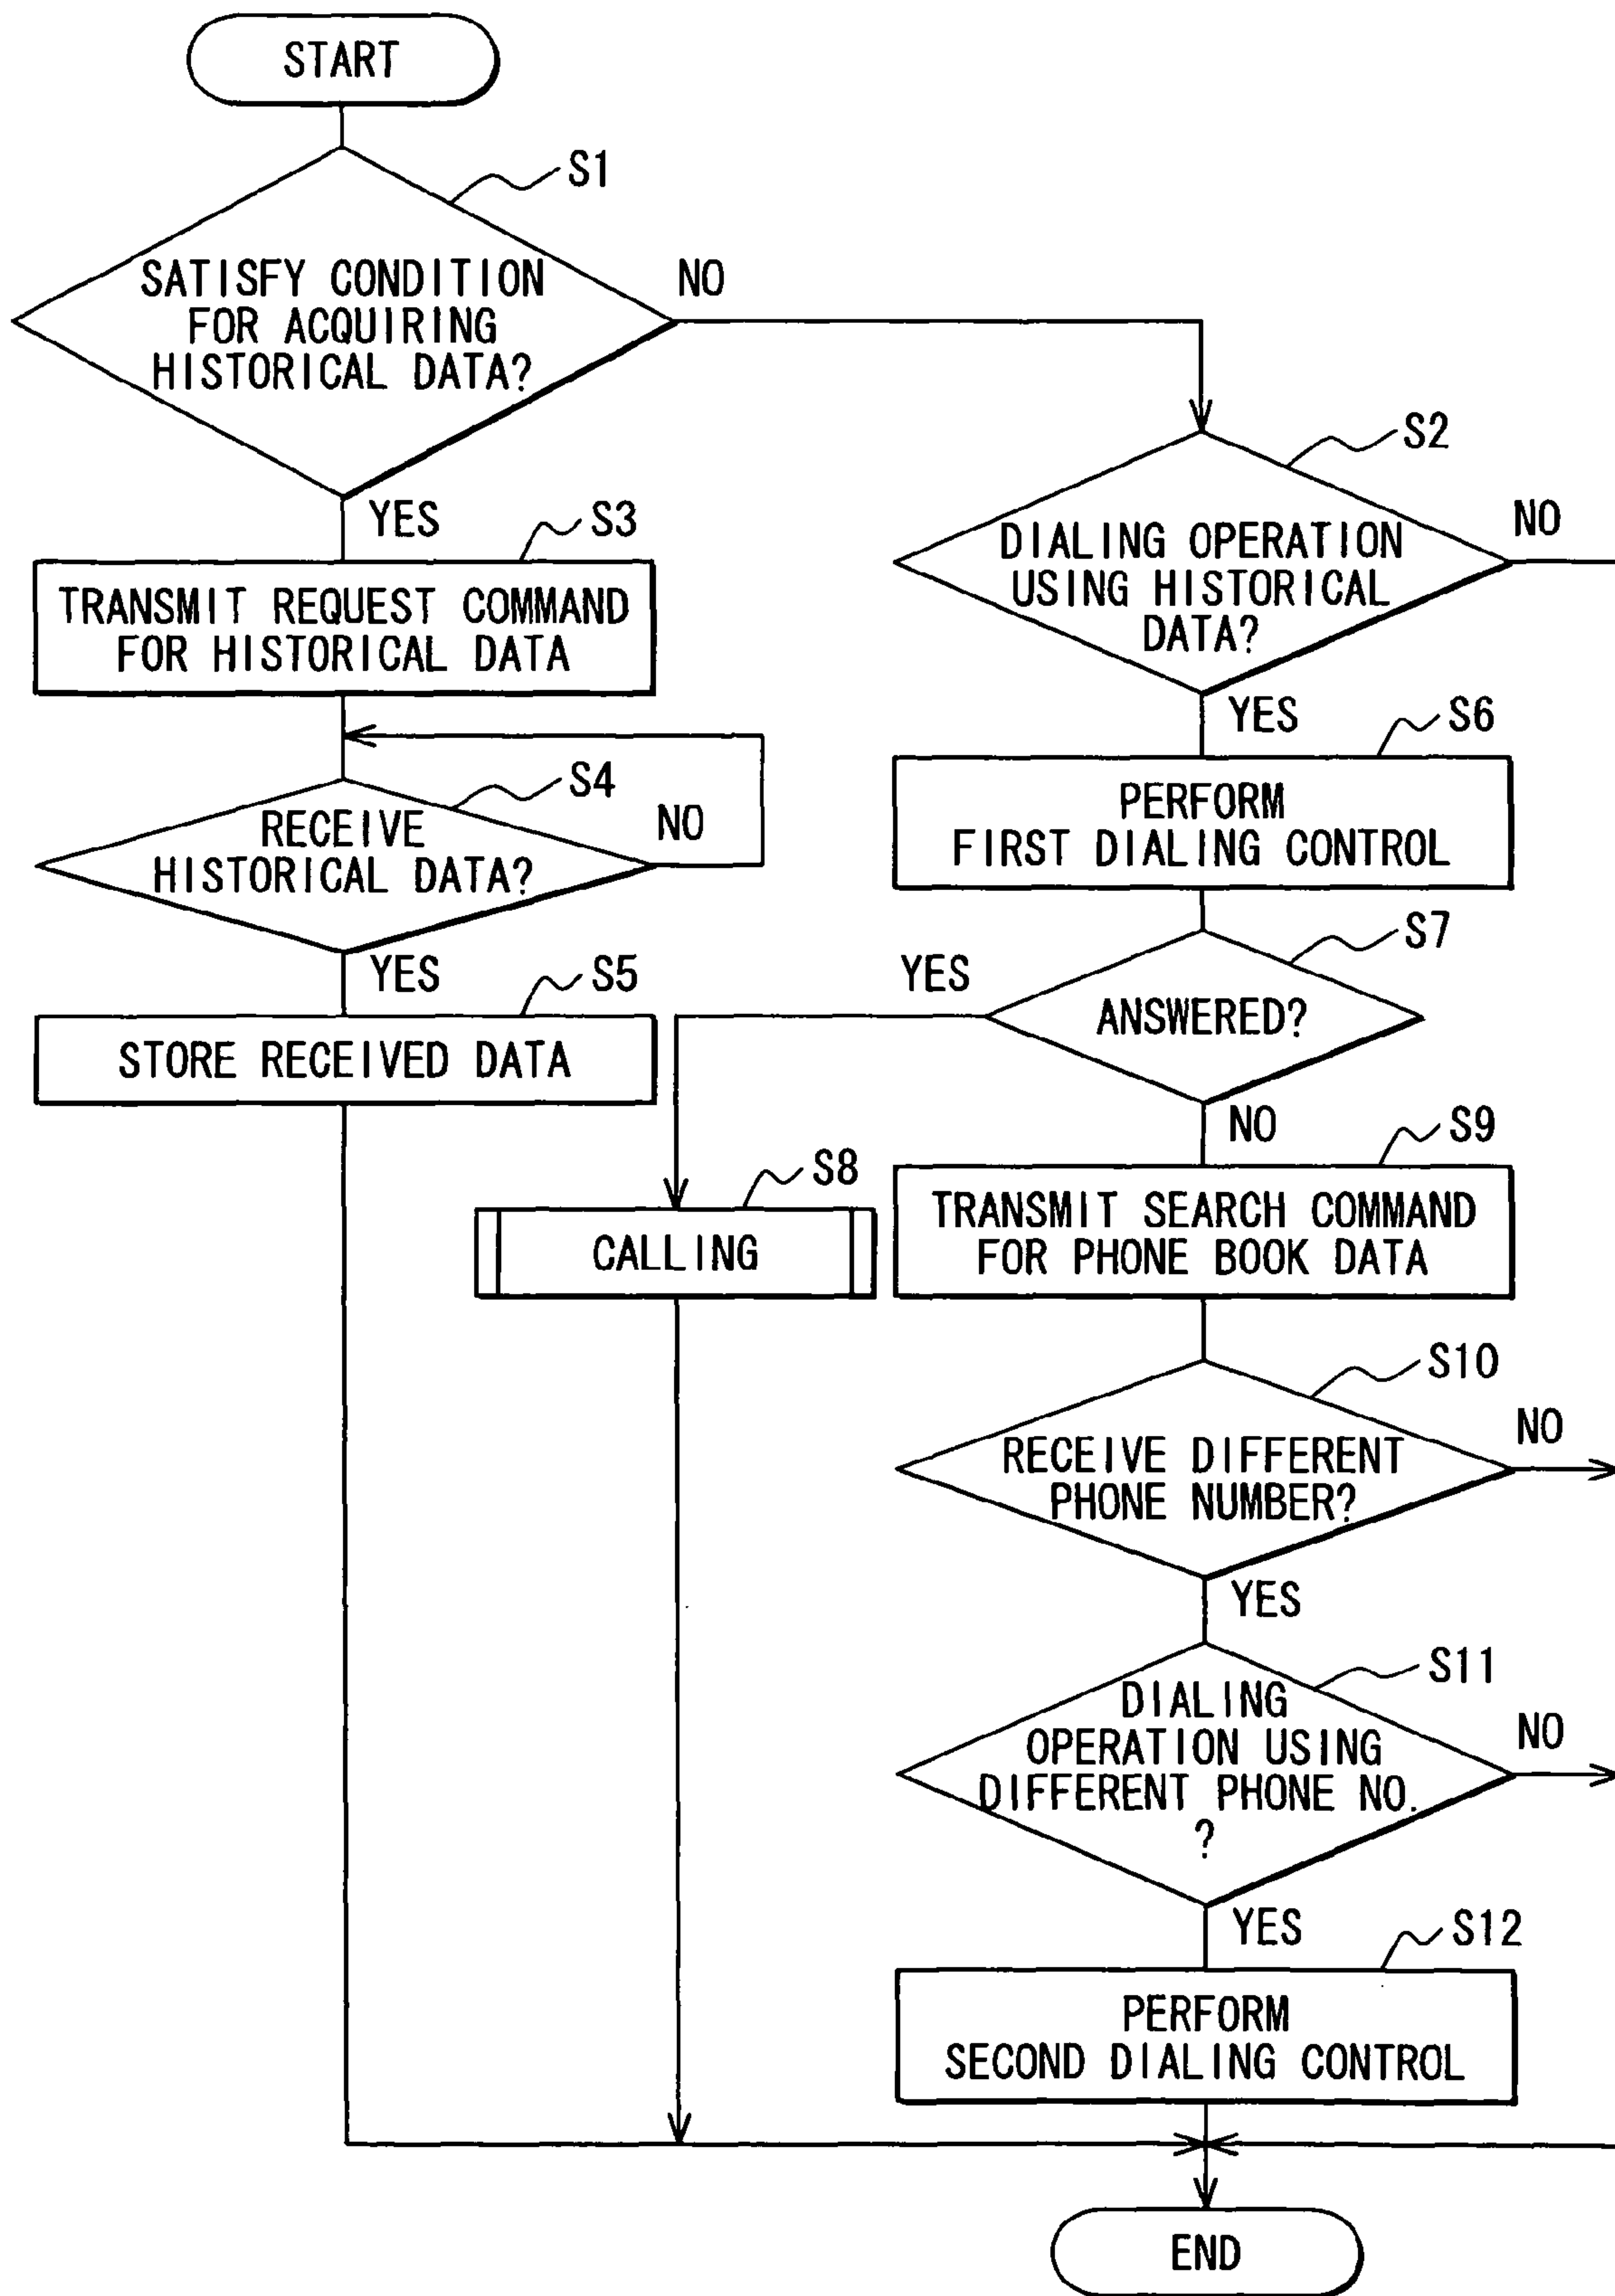 START
S1
SATISFY CONDITION
FOR ACQUIRING
HISTORICAL DATA?
NO
YES
S2
DIALING OPERATION
USING HISTORICAL
DATA?
NO
YES
S3
TRANSMIT REQUEST COMMAND
FOR HISTORICAL DATA
S4
RECEIVE
HISTORICAL DATA?
NO
YES
S5
STORE RECEIVED DATA
S6
PERFORM
FIRST DIALING CONTROL
S7
ANSWERED?
YES
NO
S8
CALLING
S9
TRANSMIT SEARCH COMMAND
FOR PHONE BOOK DATA
S10
RECEIVE DIFFERENT
PHONE NUMBER?
NO
YES
S11
DIALING
OPERATION USING
DIFFERENT PHONE NO.
?
NO
YES
S12
PERFORM
SECOND DIALING CONTROL
END